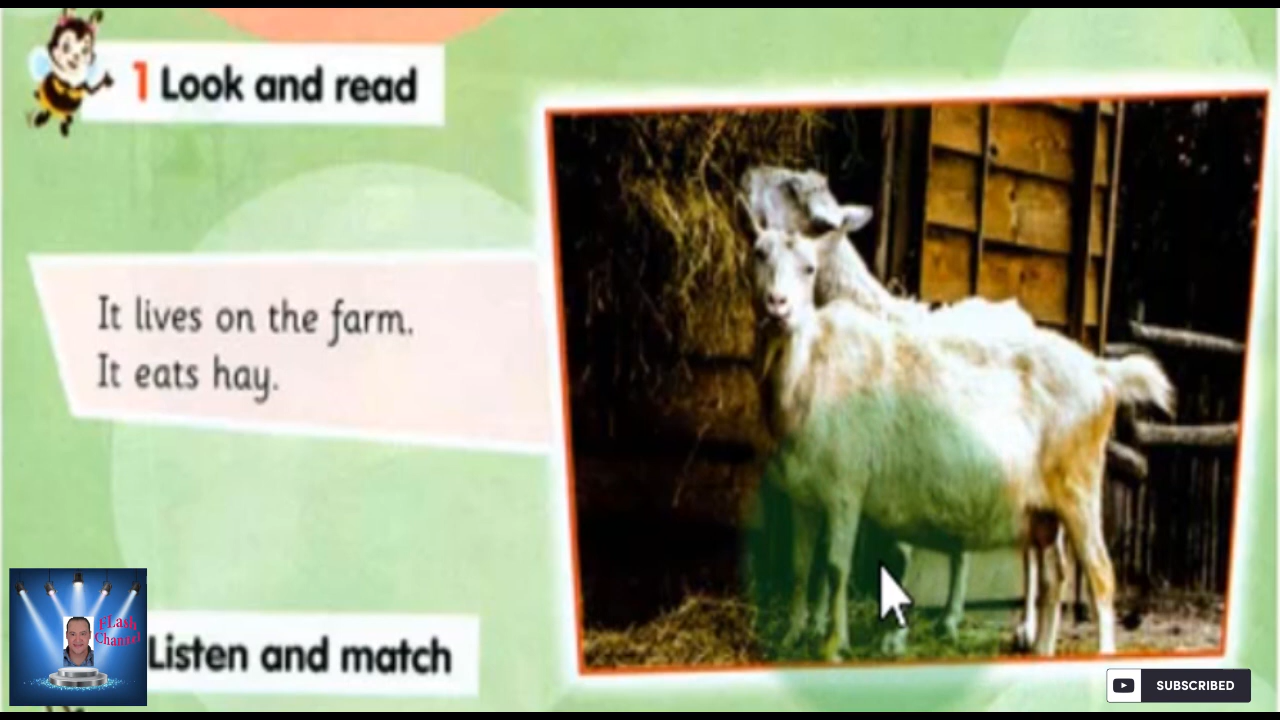 1 Look and read
It lives on the farm.
It eats hay.
Listen and match
FLash
Channel
SUBSCRIBED